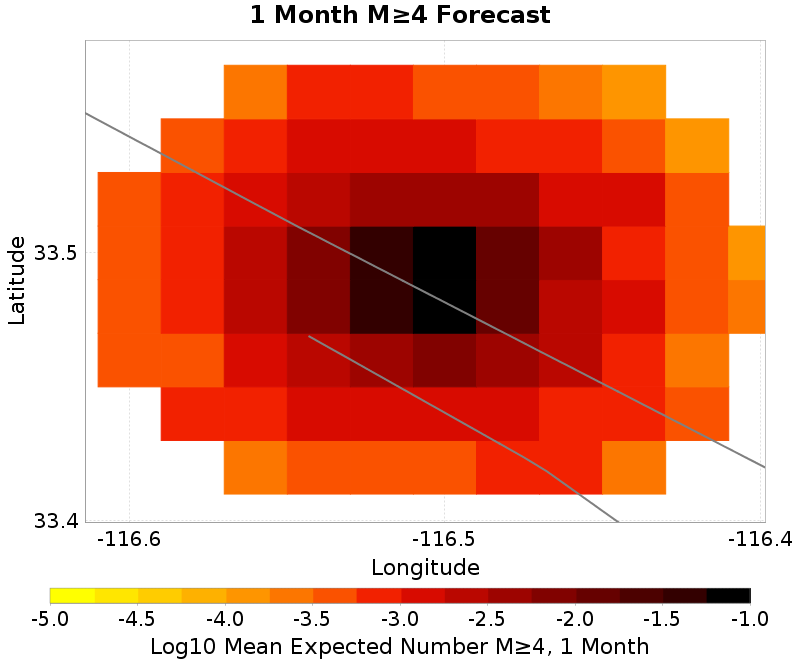 1 Month M≥4 Forecast
Latitude
33.5
33.4
-116.6 -116.5 -116.4
Longitude
-5.0 -4.5 -4.0 -3.5 -3.0 -2.5 -2.0 -1.5 -1.0
Log10 Mean Expected Number M≥4, 1 Month